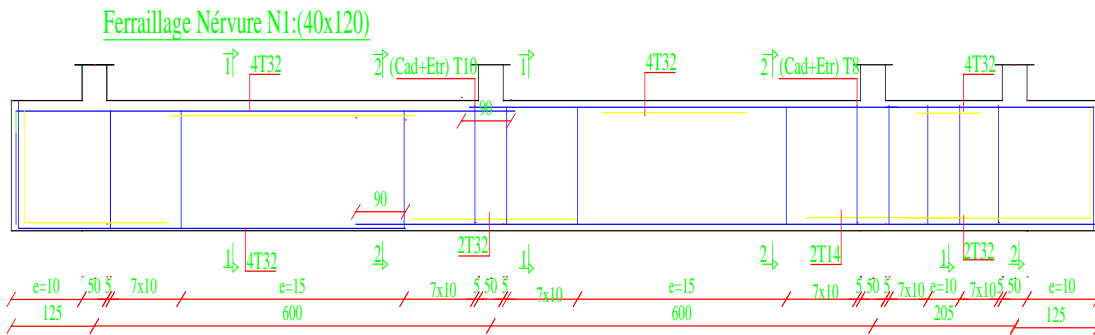 Ferraillage Nérvure N1:(40x120)
1 2 1 2
4T32 (Cad+Etr) T10 4T32 (Cad+Etr) T8 4T32
90
90
1 4T32 2 2T32 1 2 2T14 1 2T32 2
e=10 50 5 7x10 e=15 7x10 5 50 5 7x10 e=15 7x10 5 50 5 7x10 e=10 7x10 5 50 e=10
125 600 600 205 125